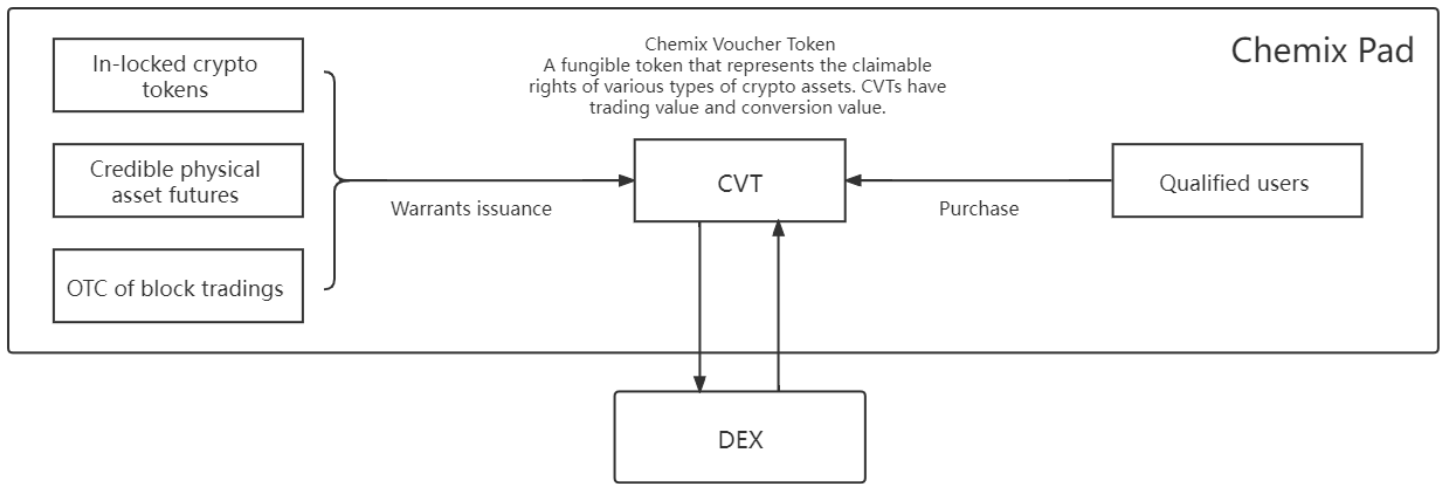 Chemix Pad
In-locked crypto
tokens
Chemix Voucher Token
A fungible token that represents the claimable
rights of various types of crypto assets. CVTs have
trading value and conversion value.
Credible physical
asset futures
CVT
Qualified users
Warrants issuance
Purchase
OTC of block tradings
DEX